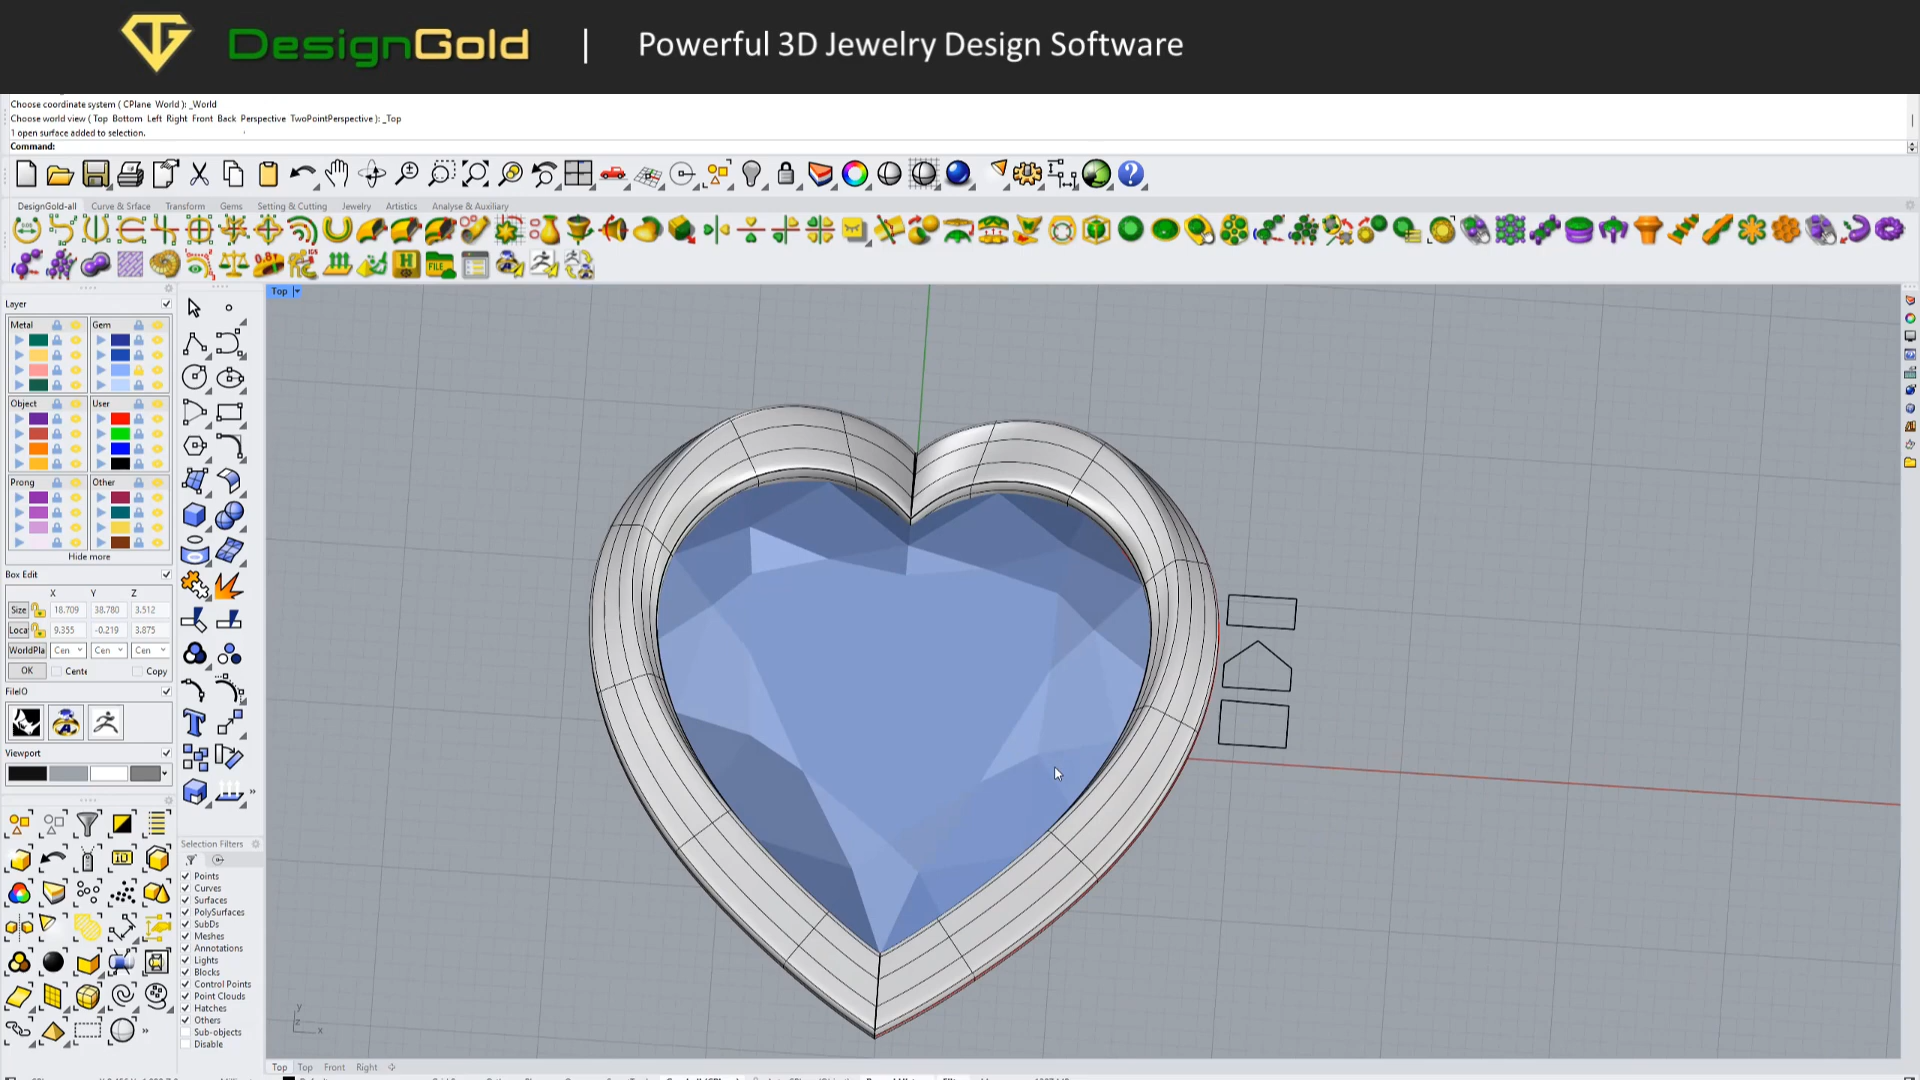 DesignGold | Powerful 3D Jewelry Design Software
Choose coordinate system ( CPlane World ): _World
Choose world view ( Top Bottom Left Right Front Back Perspective TwoPointPerspective ): _Top
1 open surface added to selection.
Command:
DesignGold-all Curve & Srface Transform Gems Setting & Cutting Jewelry Artistics Analyse & Auxiliary
Top
Layer
Metal Gem
Object User
Prong Other
Hide more
Box Edit
X Y Z
Size 18.709 38.780 3.512
Loca 9.355 -0.219 3.875
WorldPla Cen Cen Cen
OK Cente Copy
FileIO
Viewport
Selection Filters
Points
Curves
Surfaces
PolySurfaces
SubDs
Meshes
Annotations
Lights
Blocks
Control Points
Point Clouds
Hatches
Others
Sub-objects
Disable
y
z x
Top Top Front Right